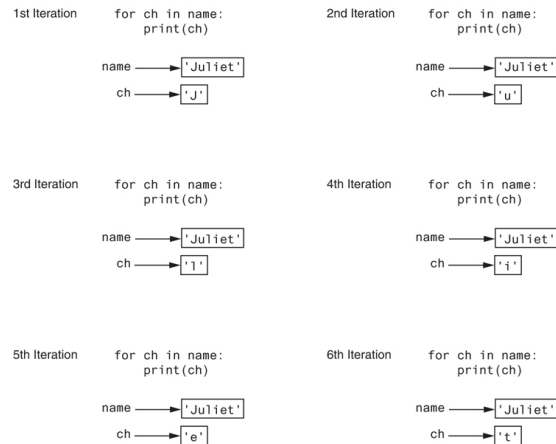 1st Iteration for ch in name:
print(ch)
name 'Juliet'
ch 'J'
2nd Iteration for ch in name:
print(ch)
name 'Juliet'
ch 'u'
3rd Iteration for ch in name:
print(ch)
name 'Juliet'
ch 'l'
4th Iteration for ch in name:
print(ch)
name 'Juliet'
ch 'i'
5th Iteration for ch in name:
print(ch)
name 'Juliet'
ch 'e'
6th Iteration for ch in name:
print(ch)
name 'Juliet'
ch 't'